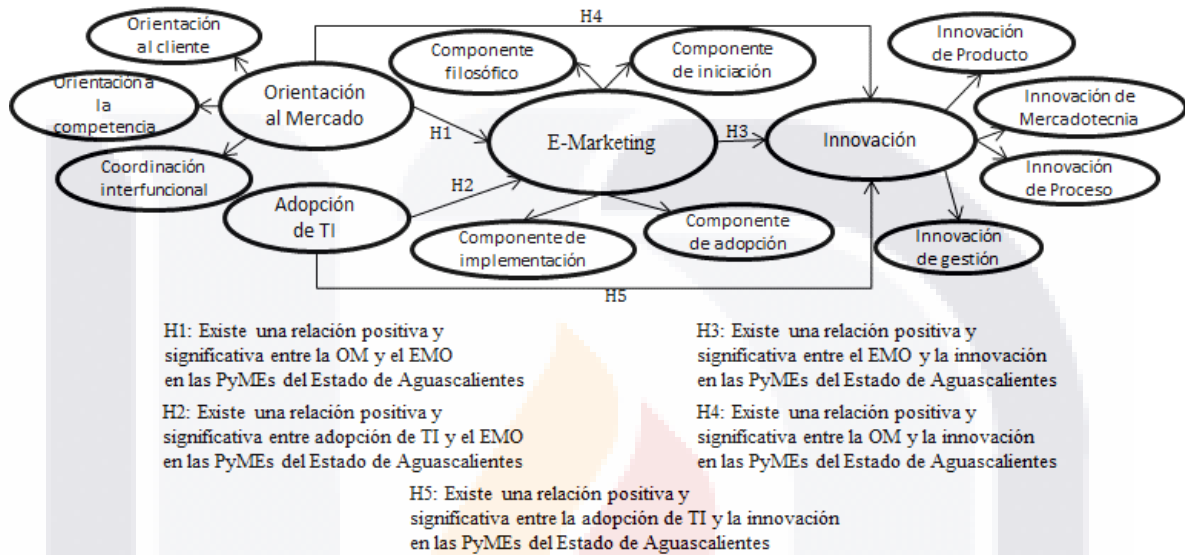 H4
Orientación
al cliente
Orientación a
la
competencia
Coordinación
interfuncional
Orientación
al Mercado
Adopción
de TI
H1
H2
Componente
filosófico
Componente
de iniciación
E-Marketing
Componente de
implementación
Componente
de adopción
H3
Innovación
Innovación
de Producto
Innovación de
Mercadotecnia
Innovación
de Proceso
Innovación
de gestión
H5
H1: Existe una relación positiva y
significativa entre la OM y el EMO
en las PyMEs del Estado de Aguascalientes
H2: Existe una relación positiva y
significativa entre adopción de TI y el EMO
en las PyMEs del Estado de Aguascalientes
H3: Existe una relación positiva y
significativa entre el EMO y la innovación
en las PyMEs del Estado de Aguascalientes
H4: Existe una relación positiva y
significativa entre la OM y la innovación
en las PyMEs del Estado de Aguascalientes
H5: Existe una relación positiva y
significativa entre la adopción de TI y la innovación
en las PyMEs del Estado de Aguascalientes